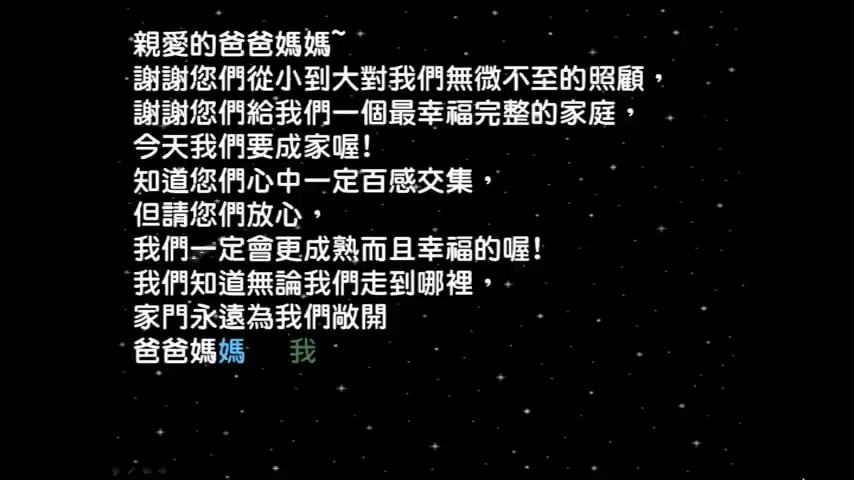 親愛的爸爸媽媽~
謝謝您們從小到大對我們無微不至的照顧，
謝謝您們給我們一個最幸福完整的家庭，
今天我們要成家喔!
知道您們心中一定百感交集，
但請您們放心，
我們一定會更成熟而且幸福的喔!
我們知道無論我們走到哪裡，
家門永遠為我們敞開
爸爸媽媽 我